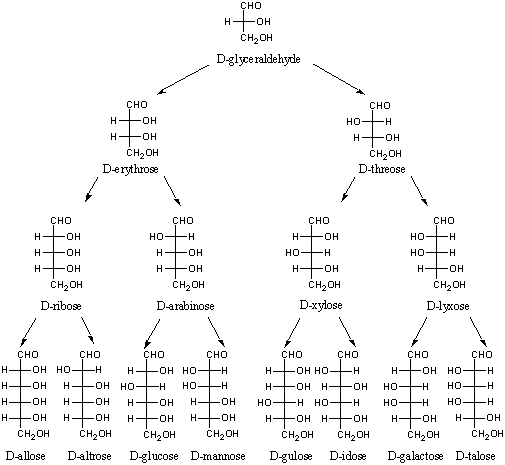 CHO
H OH
CH₂OH
D-glyceraldehyde
CHO
H OH
H OH
CH₂OH
D-erythrose
CHO
HO H
H OH
CH₂OH
D-threose
CHO
H OH
H OH
H OH
CH₂OH
D-ribose
CHO
HO H
H OH
H OH
CH₂OH
D-arabinose
CHO
H OH
HO H
H OH
CH₂OH
D-xylose
CHO
HO H
HO H
H OH
CH₂OH
D-lyxose
CHO
H OH
H OH
H OH
H OH
CH₂OH
D-allose
CHO
HO H
H OH
H OH
H OH
CH₂OH
D-altrose
CHO
H OH
HO H
H OH
H OH
CH₂OH
D-glucose
CHO
HO H
HO H
H OH
H OH
CH₂OH
D-mannose
CHO
H OH
H OH
HO H
H OH
CH₂OH
D-gulose
CHO
HO H
H OH
HO H
H OH
CH₂OH
D-idose
CHO
H OH
HO H
HO H
H OH
CH₂OH
D-galactose
CHO
HO H
HO H
HO H
H OH
CH₂OH
D-talose